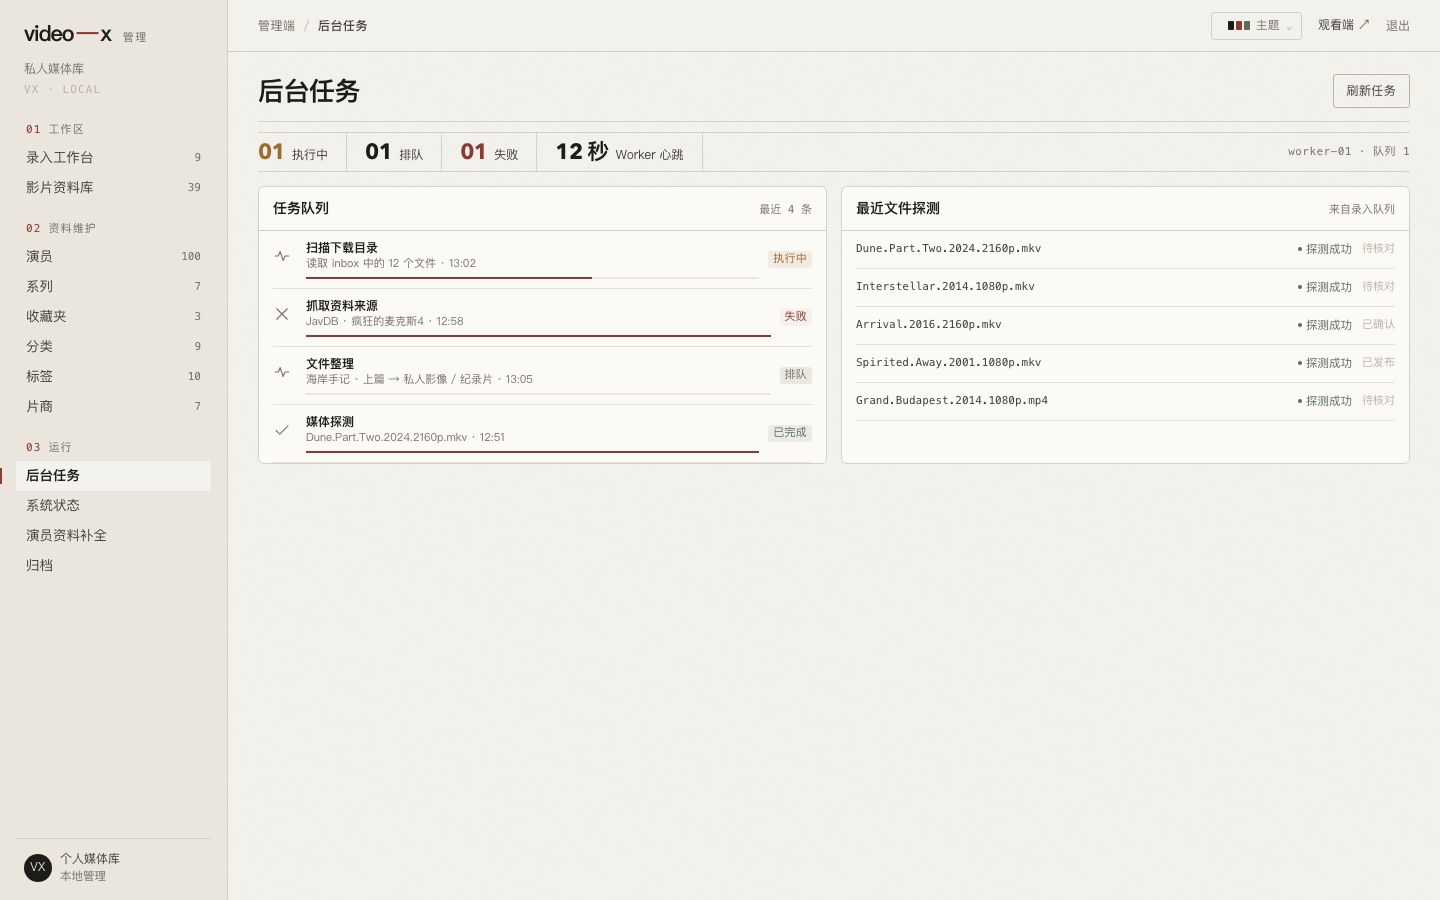 video—x 管理
私人媒体库
VX · LOCAL
01 工作区
录入工作台 9
影片资料库 39
02 资料维护
演员 100
系列 7
收藏夹 3
分类 9
标签 10
片商 7
03 运行
后台任务
系统状态
演员资料补全
归档
VX
个人媒体库
本地管理
管理端 / 后台任务
主题
观看端 ↗
退出
后台任务
刷新任务
01 执行中
01 排队
01 失败
12 秒 Worker 心跳
worker-01 · 队列 1
任务队列 最近 4 条
扫描下载目录
读取 inbox 中的 12 个文件 · 13:02
执行中
抓取资料来源
JavDB · 疯狂的麦克斯4 · 12:58
失败
文件整理
海岸手记 · 上篇 → 私人影像 / 纪录片 · 13:05
排队
媒体探测
Dune.Part.Two.2024.2160p.mkv · 12:51
已完成
最近文件探测 来自录入队列
Dune.Part.Two.2024.2160p.mkv 探测成功 待核对
Interstellar.2014.1080p.mkv 探测成功 待核对
Arrival.2016.2160p.mkv 探测成功 已确认
Spirited.Away.2001.1080p.mkv 探测成功 已发布
Grand.Budapest.2014.1080p.mp4 探测成功 待核对